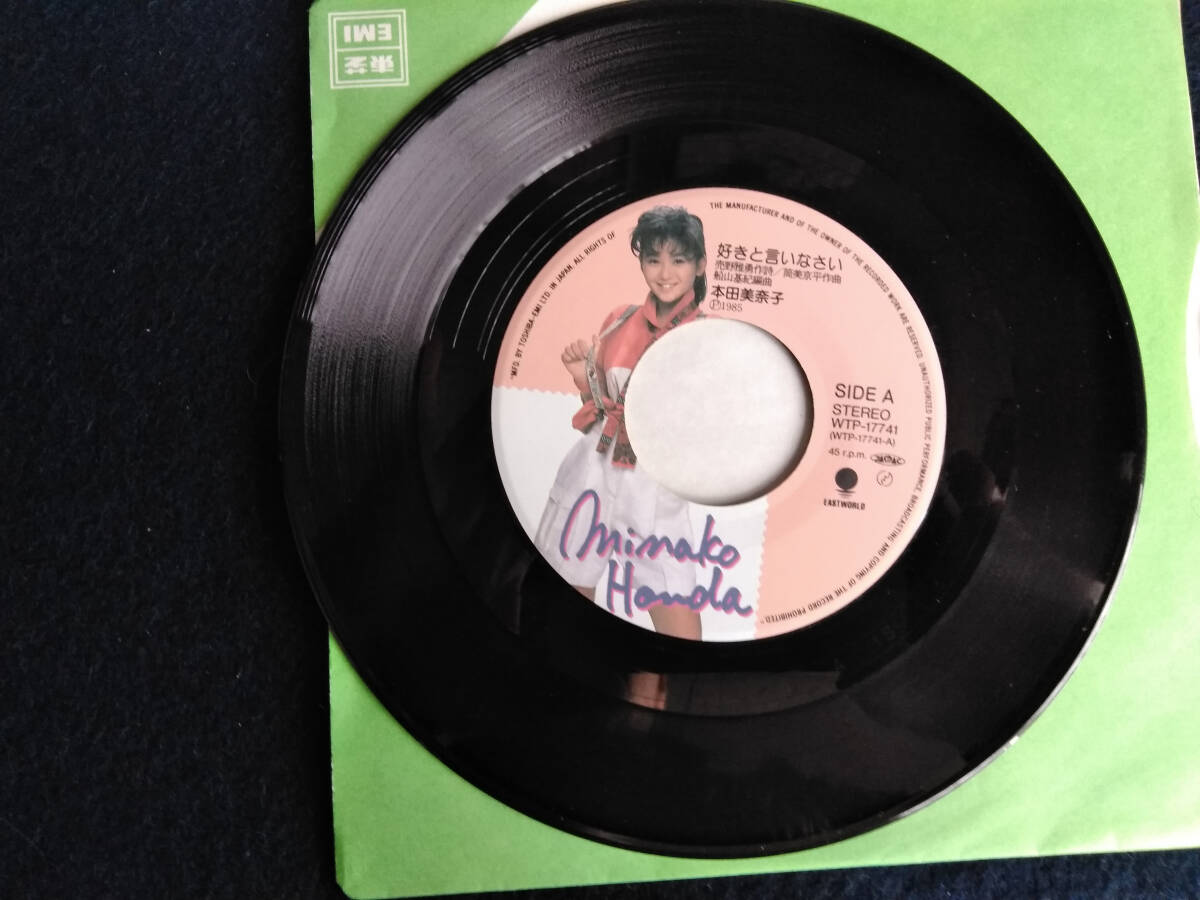 東芝
EMI
"MFD. BY TOSHIBA-EMI LTD. IN JAPAN. ALL RIGHTS OF THE MANUFACTURER AND OF THE OWNER OF THE RECORDED WORK ARE RESERVED. UNAUTHORIZED PUBLIC PERFORMANCE, BROADCASTING AND COPYING OF THE RECORD PROHIBITED"
好きと言いなさい
売野雅勇作詩/筒美京平作曲
船山基紀編曲
本田美奈子
Ⓟ1985
SIDE A
STEREO
WTP-17741
(WTP-17741-A)
45 r.p.m. JASRAC
EASTWORLD
Minako
Honda